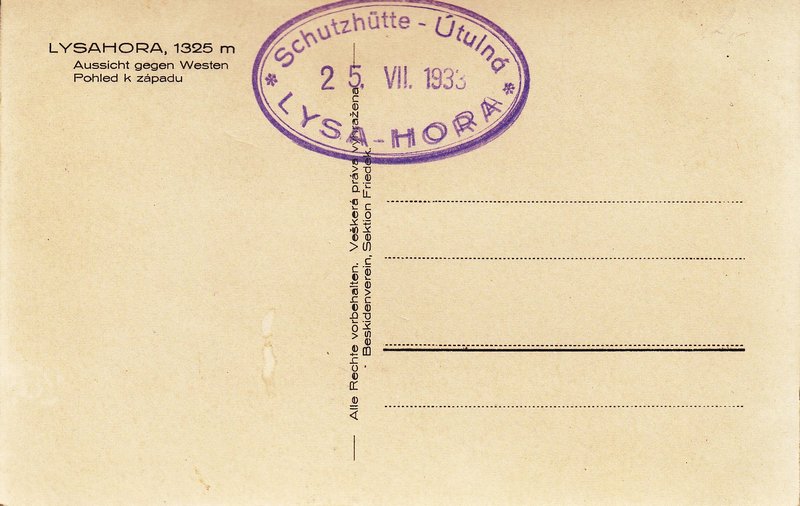 LYSAHORA, 1325 m
Aussicht gegen Westen
Pohled k západu
* Schutzhütte - Útulná *
25. VII. 1933
LYSA-HORA
Alle Rechte vorbehalten. Veškerá práva vyhražena.
Beskidenverein, Sektion Friedek.